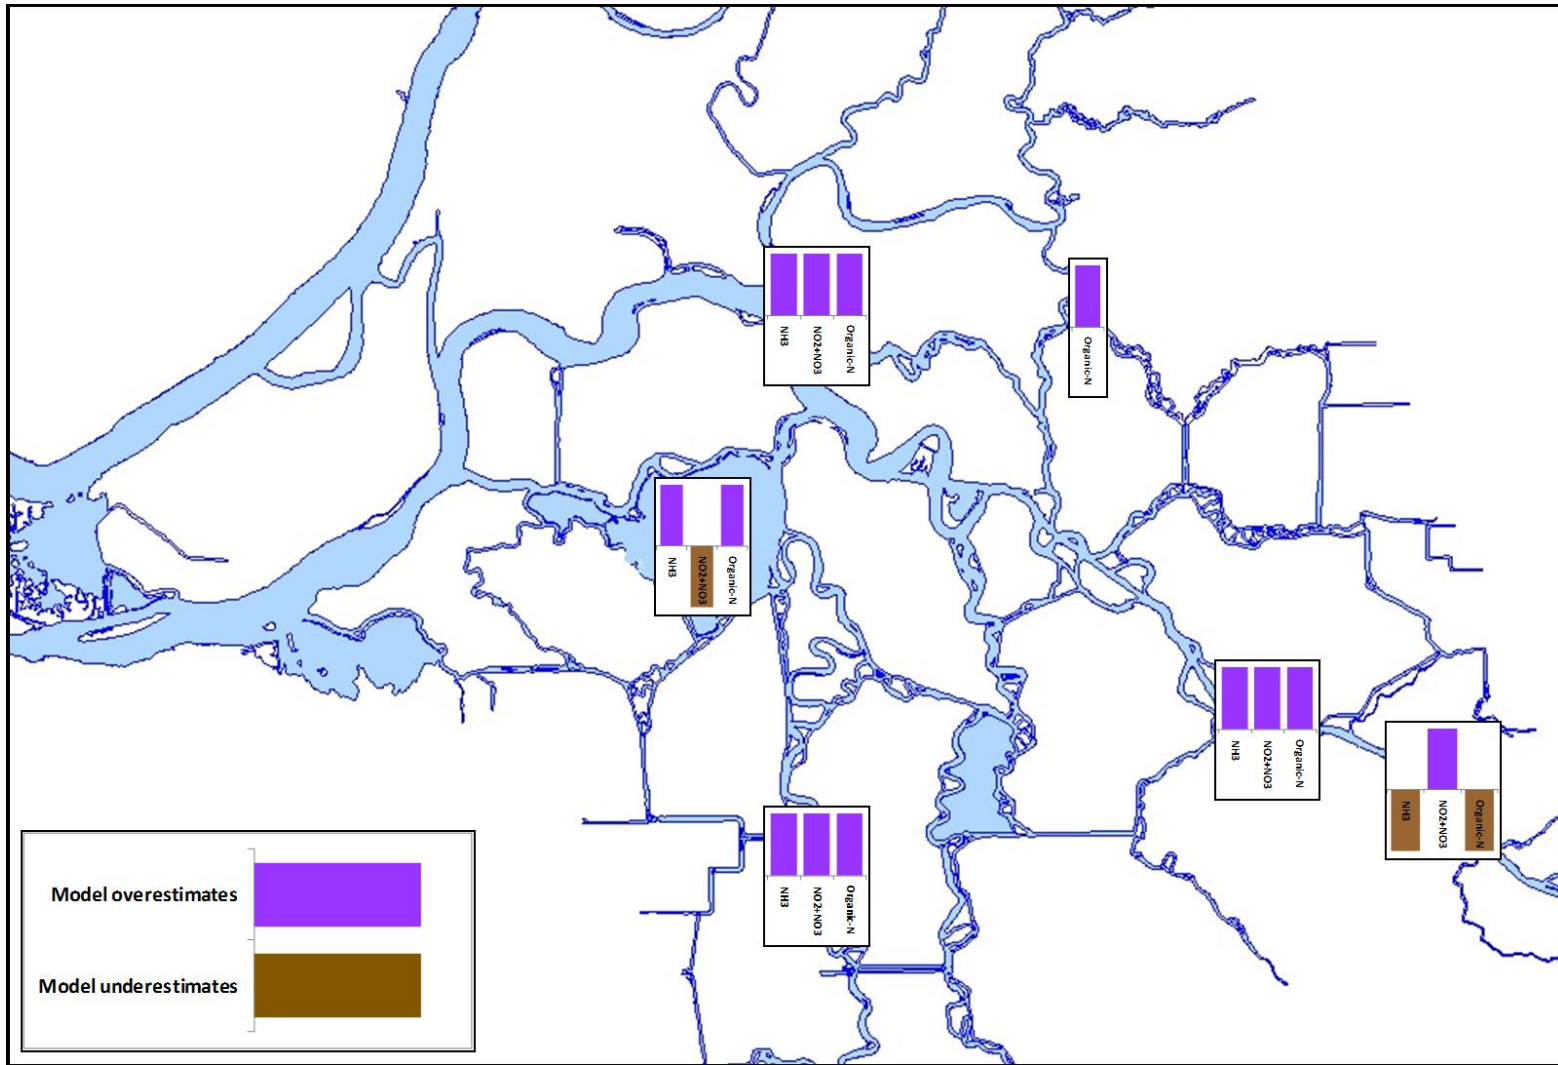 NH3
NO2+NO3
Organic-N
Organic-N
NH3
NO2+NO3
Organic-N
NH3
NO2+NO3
Organic-N
NH3
NO2+NO3
Organic-N
NH3
NO2+NO3
Organic-N
Model overestimates
Model underestimates